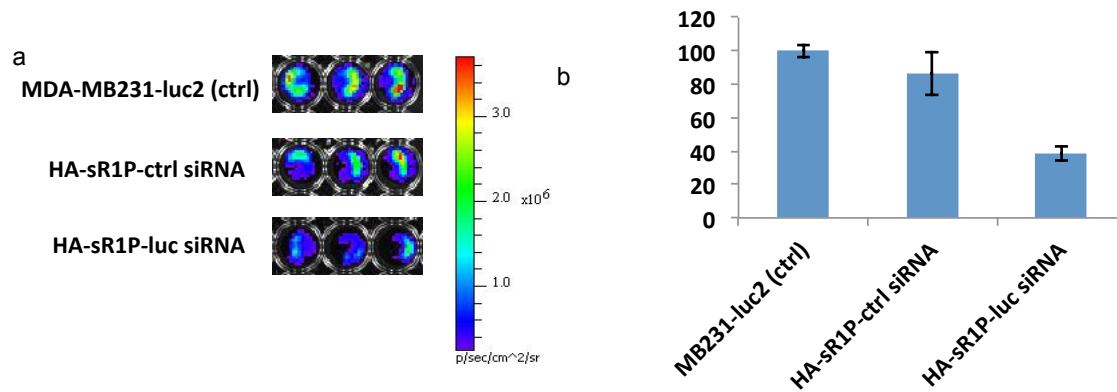 a
MDA-MB231-luc2 (ctrl)
HA-sR1P-ctrl siRNA
HA-sR1P-luc siRNA
3.0
2.0
x10^6
1.0
p/sec/cm^2/sr
b
120
100
80
60
40
20
0
MB231-luc2 (ctrl)
HA-sR1P-ctrl siRNA
HA-sR1P-luc siRNA